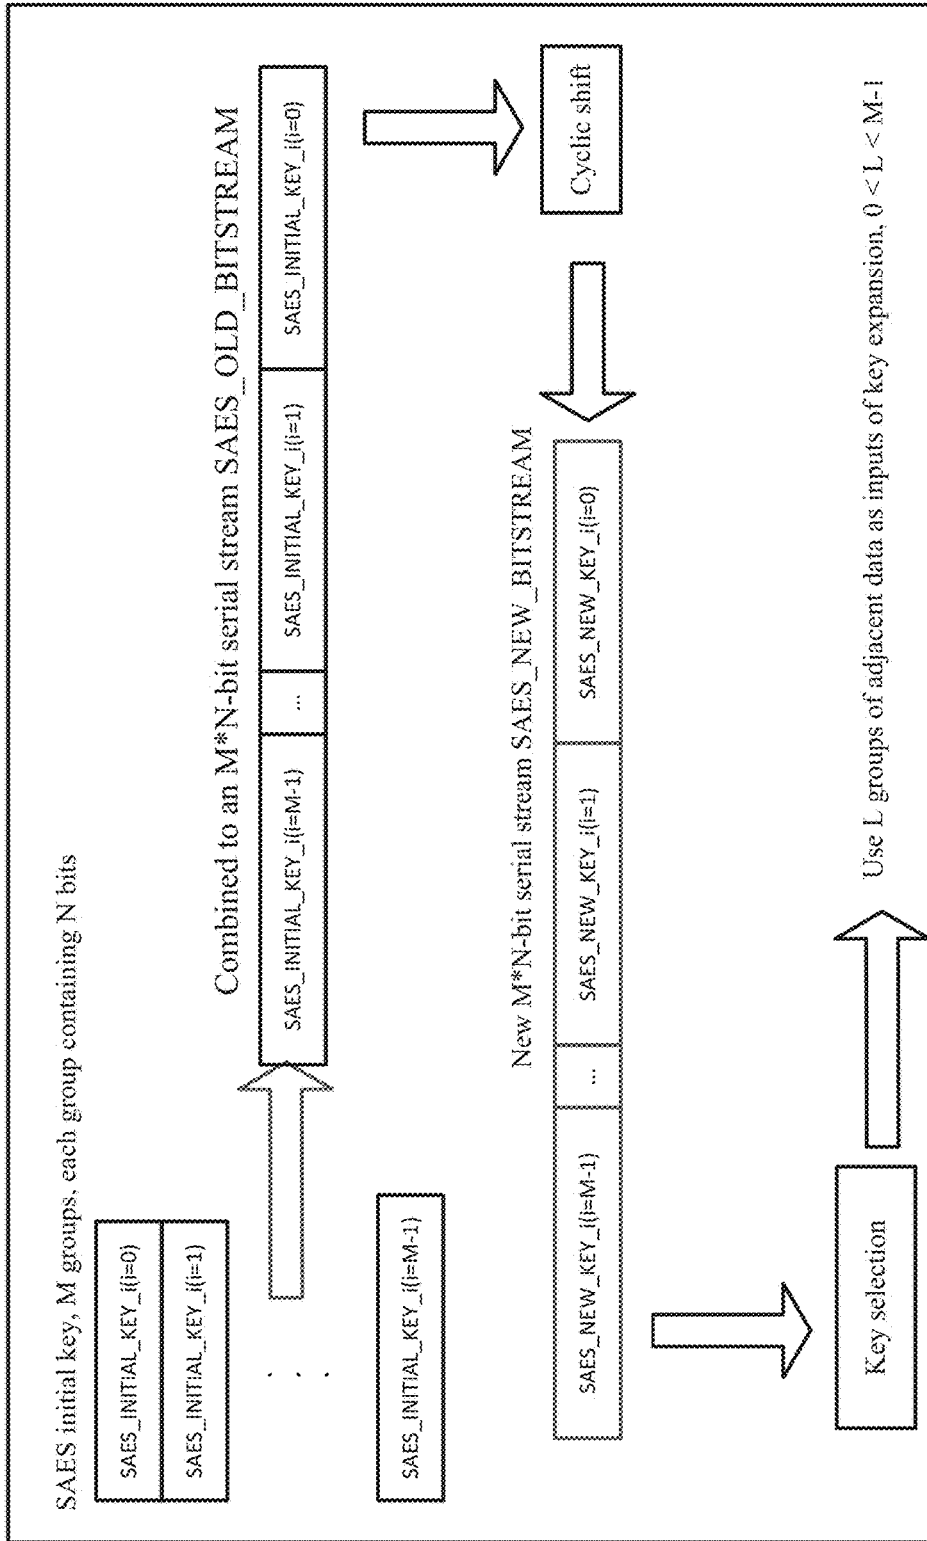 SAES initial key, M groups, each group containing N bits
SAES_INITIAL_KEY_i(i=0)
SAES_INITIAL_KEY_i(i=1)
. . .
SAES_INITIAL_KEY_i(i=M-1)
Combined to an M*N-bit serial stream SAES_OLD_BITSTREAM
SAES_INITIAL_KEY_i(i=M-1)
...
SAES_INITIAL_KEY_i(i=1)
SAES_INITIAL_KEY_i(i=0)
Cyclic shift
New M*N-bit serial stream SAES_NEW_BITSTREAM
SAES_NEW_KEY_i(i=M-1)
...
SAES_NEW_KEY_i(i=1)
SAES_NEW_KEY_i(i=0)
Key selection
Use L groups of adjacent data as inputs of key expansion, 0 < L < M-1